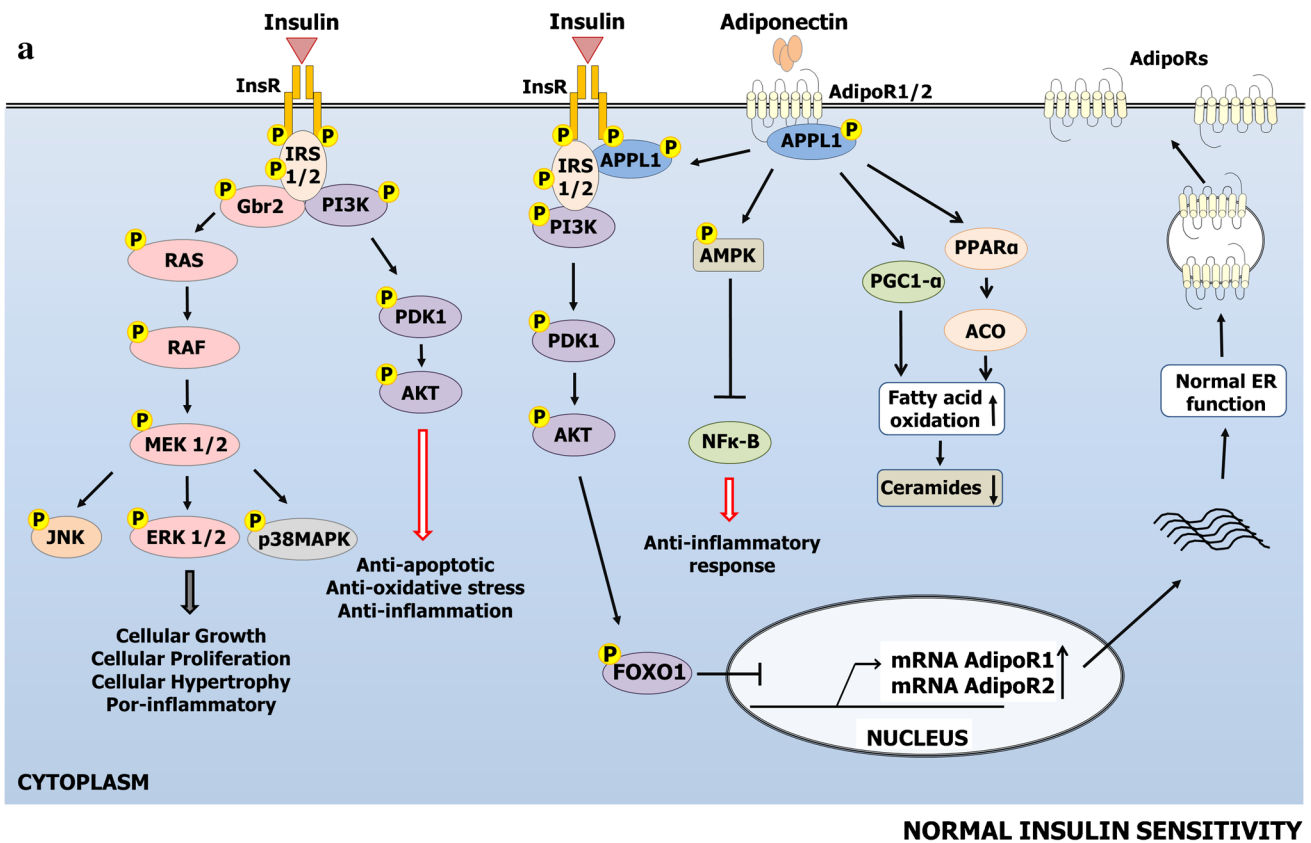 a
Insulin
InsR
P
P
IRS
1/2
P
P
Gbr2
PI3K
P
P
RAS
P
RAF
P
MEK 1/2
P
JNK
P
ERK 1/2
P
p38MAPK
Cellular Growth
Cellular Proliferation
Cellular Hypertrophy
Por-inflammatory
P
PDK1
P
AKT
Anti-apoptotic
Anti-oxidative stress
Anti-inflammation
Insulin
InsR
P
P
IRS
1/2
P
APPL1
P
P
PI3K
P
PDK1
P
AKT
P
FOXO1
Adiponectin
AdipoR1/2
APPL1
P
P
AMPK
NFκ-B
Anti-inflammatory
response
PGC1-α
PPARα
ACO
Fatty acid
oxidation
Ceramides
AdipoRs
Normal ER
function
mRNA AdipoR1
mRNA AdipoR2
NUCLEUS
CYTOPLASM
NORMAL INSULIN SENSITIVITY